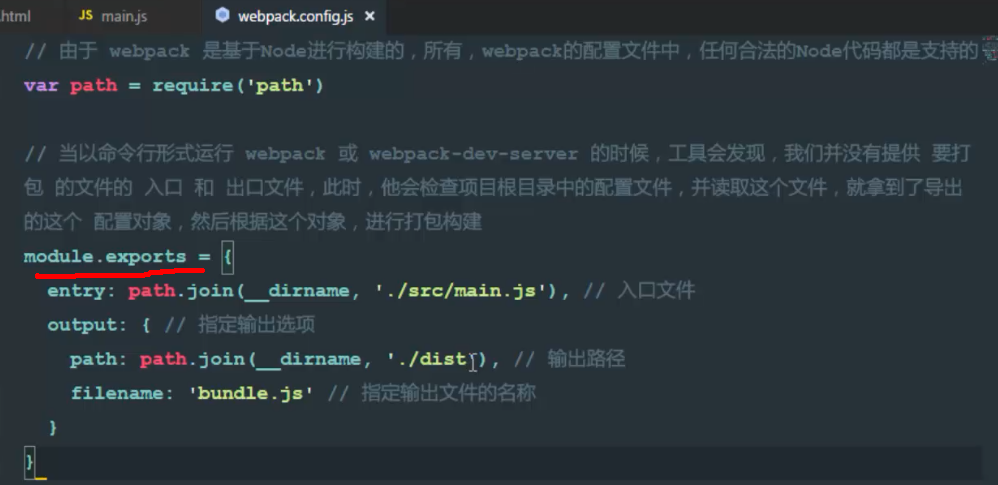 .html JS main.js webpack.config.js ×
// 由于 webpack 是基于Node进行构建的，所有，webpack的配置文件中，任何合法的Node代码都是支持的
var path = require('path')
// 当以命令行形式运行 webpack 或 webpack-dev-server 的时候，工具会发现，我们并没有提供 要打
包 的文件的 入口 和 出口文件，此时，他会检查项目根目录中的配置文件，并读取这个文件，就拿到了导出
的这个 配置对象，然后根据这个对象，进行打包构建
module.exports = {
entry: path.join(__dirname, './src/main.js'), // 入口文件
output: { // 指定输出选项
path: path.join(__dirname, './dist'), // 输出路径
filename: 'bundle.js' // 指定输出文件的名称
}
}